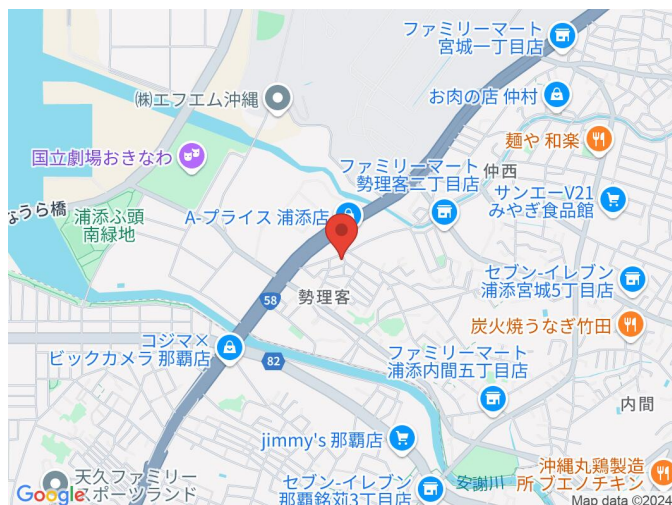 ファミリーマート
宮城一丁目店
㈱エフエム沖縄
お肉の店 仲村
国立劇場おきなわ
麺や 和楽
ファミリーマート
勢理客二丁目店
仲西
サンエーV21
みやぎ食品館
なうら橋
浦添ふ頭
南緑地
A-プライス 浦添店
セブン-イレブン
浦添宮城5丁目店
58
勢理客
炭火焼うなぎ竹田
コジマ×
ビックカメラ 那覇店
82
ファミリーマート
浦添内間五丁目店
内間
jimmy's 那覇店
天久ファミリー
スポーツランド
セブン-イレブン
那覇銘苅3丁目店
安謝川
沖縄丸鶏製造
所 ブエノチキン
Google
Map data ©2024